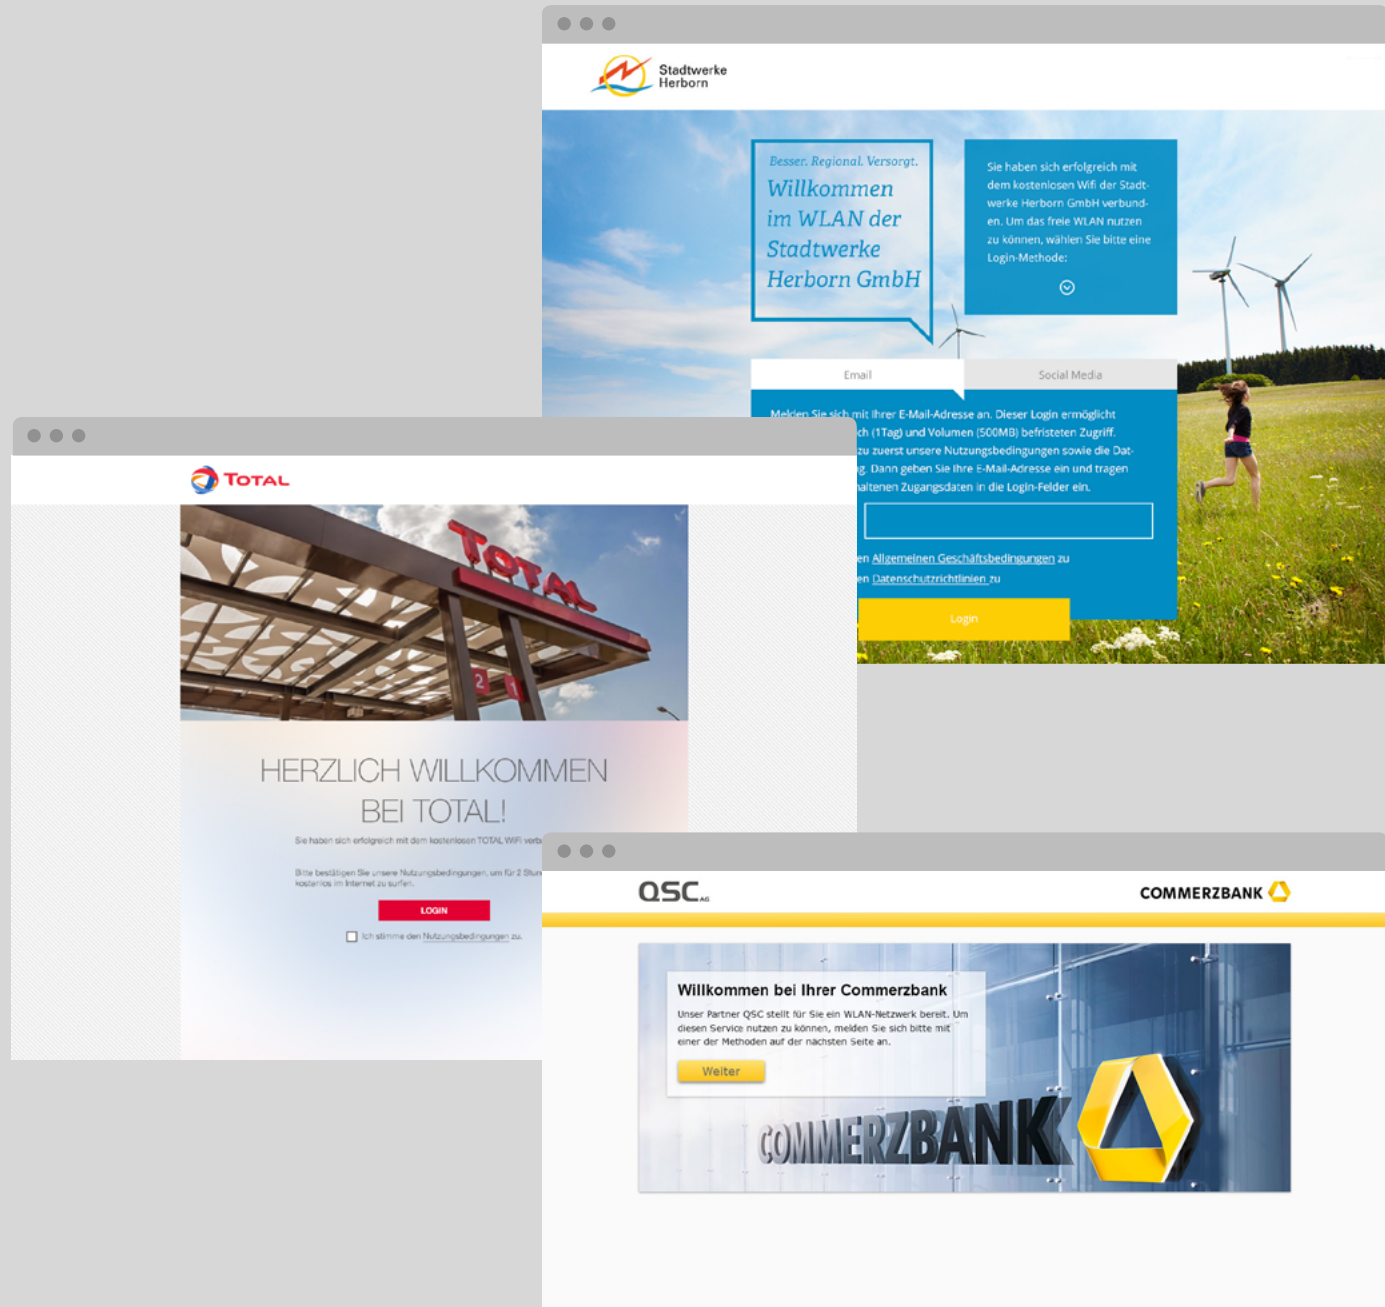 Stadtwerke
Herborn
Besser. Regional. Versorgt.
Willkommen
im WLAN der
Stadtwerke
Herborn GmbH
Sie haben sich erfolgreich mit
dem kostenlosen Wifi der Stadt-
werke Herborn GmbH verbund-
en. Um das freie WLAN nutzen
zu können, wählen Sie bitte eine
Login-Methode:
Email
Social Media
Melden Sie sich mit Ihrer E-Mail-Adresse an. Dieser Login ermöglicht
ch (1Tag) und Volumen (500MB) befristeten Zugriff.
zu zuerst unsere Nutzungsbedingungen sowie die Dat-
g. Dann geben Sie Ihre E-Mail-Adresse ein und tragen
haltenen Zugangsdaten in die Login-Felder ein.
en Allgemeinen Geschäftsbedingungen zu
en Datenschutzrichtlinien zu
Login
TOTAL
TOTAL
2
1
HERZLICH WILLKOMMEN
BEI TOTAL!
Sie haben sich erfolgreich mit dem kostenlosen TOTAL WiFi verb
Bitte bestätigen Sie unsere Nutzungsbedingungen, um für 2 Stun
kostenlos im Internet zu surfen.
LOGIN
Ich stimme den Nutzungsbedingungen zu.
QSC AG
COMMERZBANK
Willkommen bei Ihrer Commerzbank
Unser Partner QSC stellt für Sie ein WLAN-Netzwerk bereit. Um
diesen Service nutzen zu können, melden Sie sich bitte mit
einer der Methoden auf der nächsten Seite an.
Weiter
COMMERZBANK